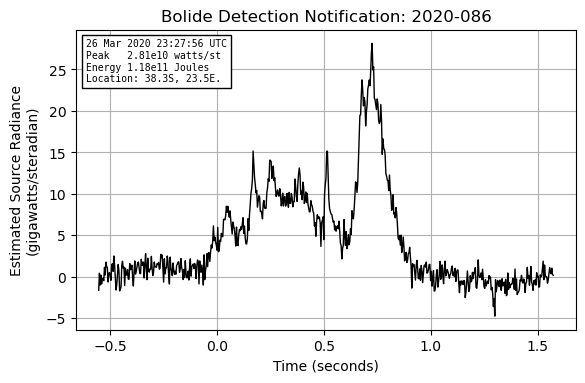 Bolide Detection Notification: 2020-086
26 Mar 2020 23:27:56 UTC
Peak   2.81e10 watts/st
Energy 1.18e11 Joules
Location: 38.3S, 23.5E.
Estimated Source Radiance
(gigawatts/steradian)
25
20
15
10
5
0
−5
−0.5
0.0
0.5
1.0
1.5
Time (seconds)